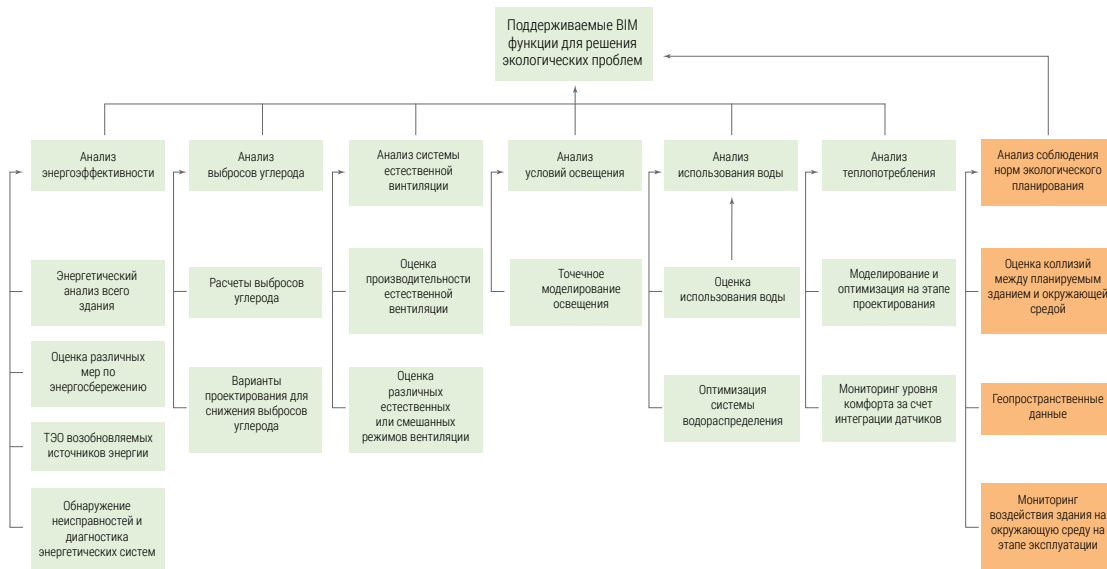 Поддерживаемые BIM
функции для решения
экологических проблем
Анализ
энергоэффективности
Анализ
выбросов углерода
Анализ системы
естественной
винтиляции
Анализ
условий освещения
Анализ
использования воды
Анализ
теплопотребления
Анализ соблюдения
норм экологического
планирования
Энергетический
анализ всего
здания
Расчеты выбросов
углерода
Оценка
производительности
естественной
вентиляции
Точечное
моделирование
освещения
Оценка
использования воды
Моделирование и
оптимизация на этапе
проектирования
Оценка коллизий
между планируемым
зданием и окружающей
средой
Оценка различных
мер по
энергосбережению
Варианты
проектирования для
снижения выбросов
углерода
Оценка
различных
естественных
или смешанных
режимов вентиляции
Оптимизация
системы
водораспределения
Мониторинг уровня
комфорта за счет
интеграции датчиков
Геопространственные
данные
ТЭО возобновляемых
источников энергии
Обнаружение
неисправностей и
диагностика
энергетических систем
Мониторинг
воздействия здания на
окружающую среду на
этапе эксплуатации